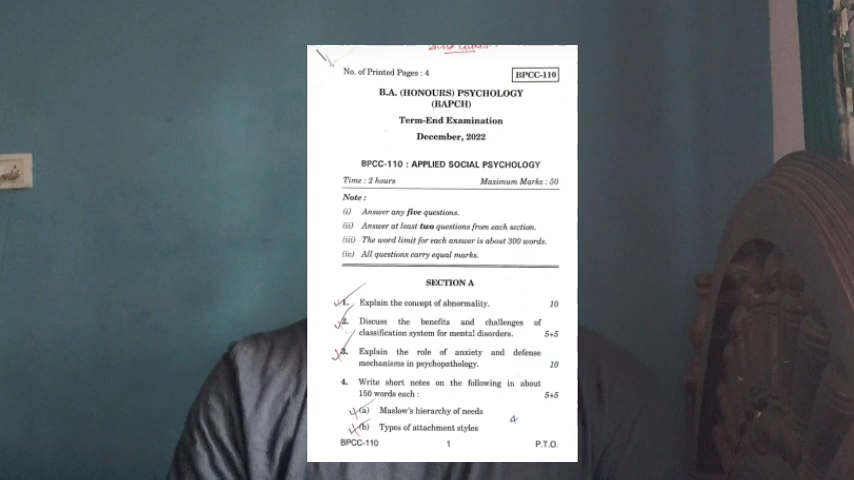 No. of Printed Pages : 4
BPCC-110
B.A. (HONOURS) PSYCHOLOGY
(BAPCH)
Term-End Examination
December, 2022
BPCC-110 : APPLIED SOCIAL PSYCHOLOGY
Time : 2 hours Maximum Marks : 50
Note :
(i) Answer any five questions.
(ii) Answer at least two questions from each section.
(iii) The word limit for each answer is about 300 words.
(iv) All questions carry equal marks.
SECTION A
1. Explain the concept of abnormality. 10
2. Discuss the benefits and challenges of
classification system for mental disorders. 5+5
3. Explain the role of anxiety and defense
mechanisms in psychopathology. 10
4. Write short notes on the following in about
150 words each : 5+5
(a) Maslow's hierarchy of needs
4
(b) Types of attachment styles
BPCC-110 1 P.T.O.